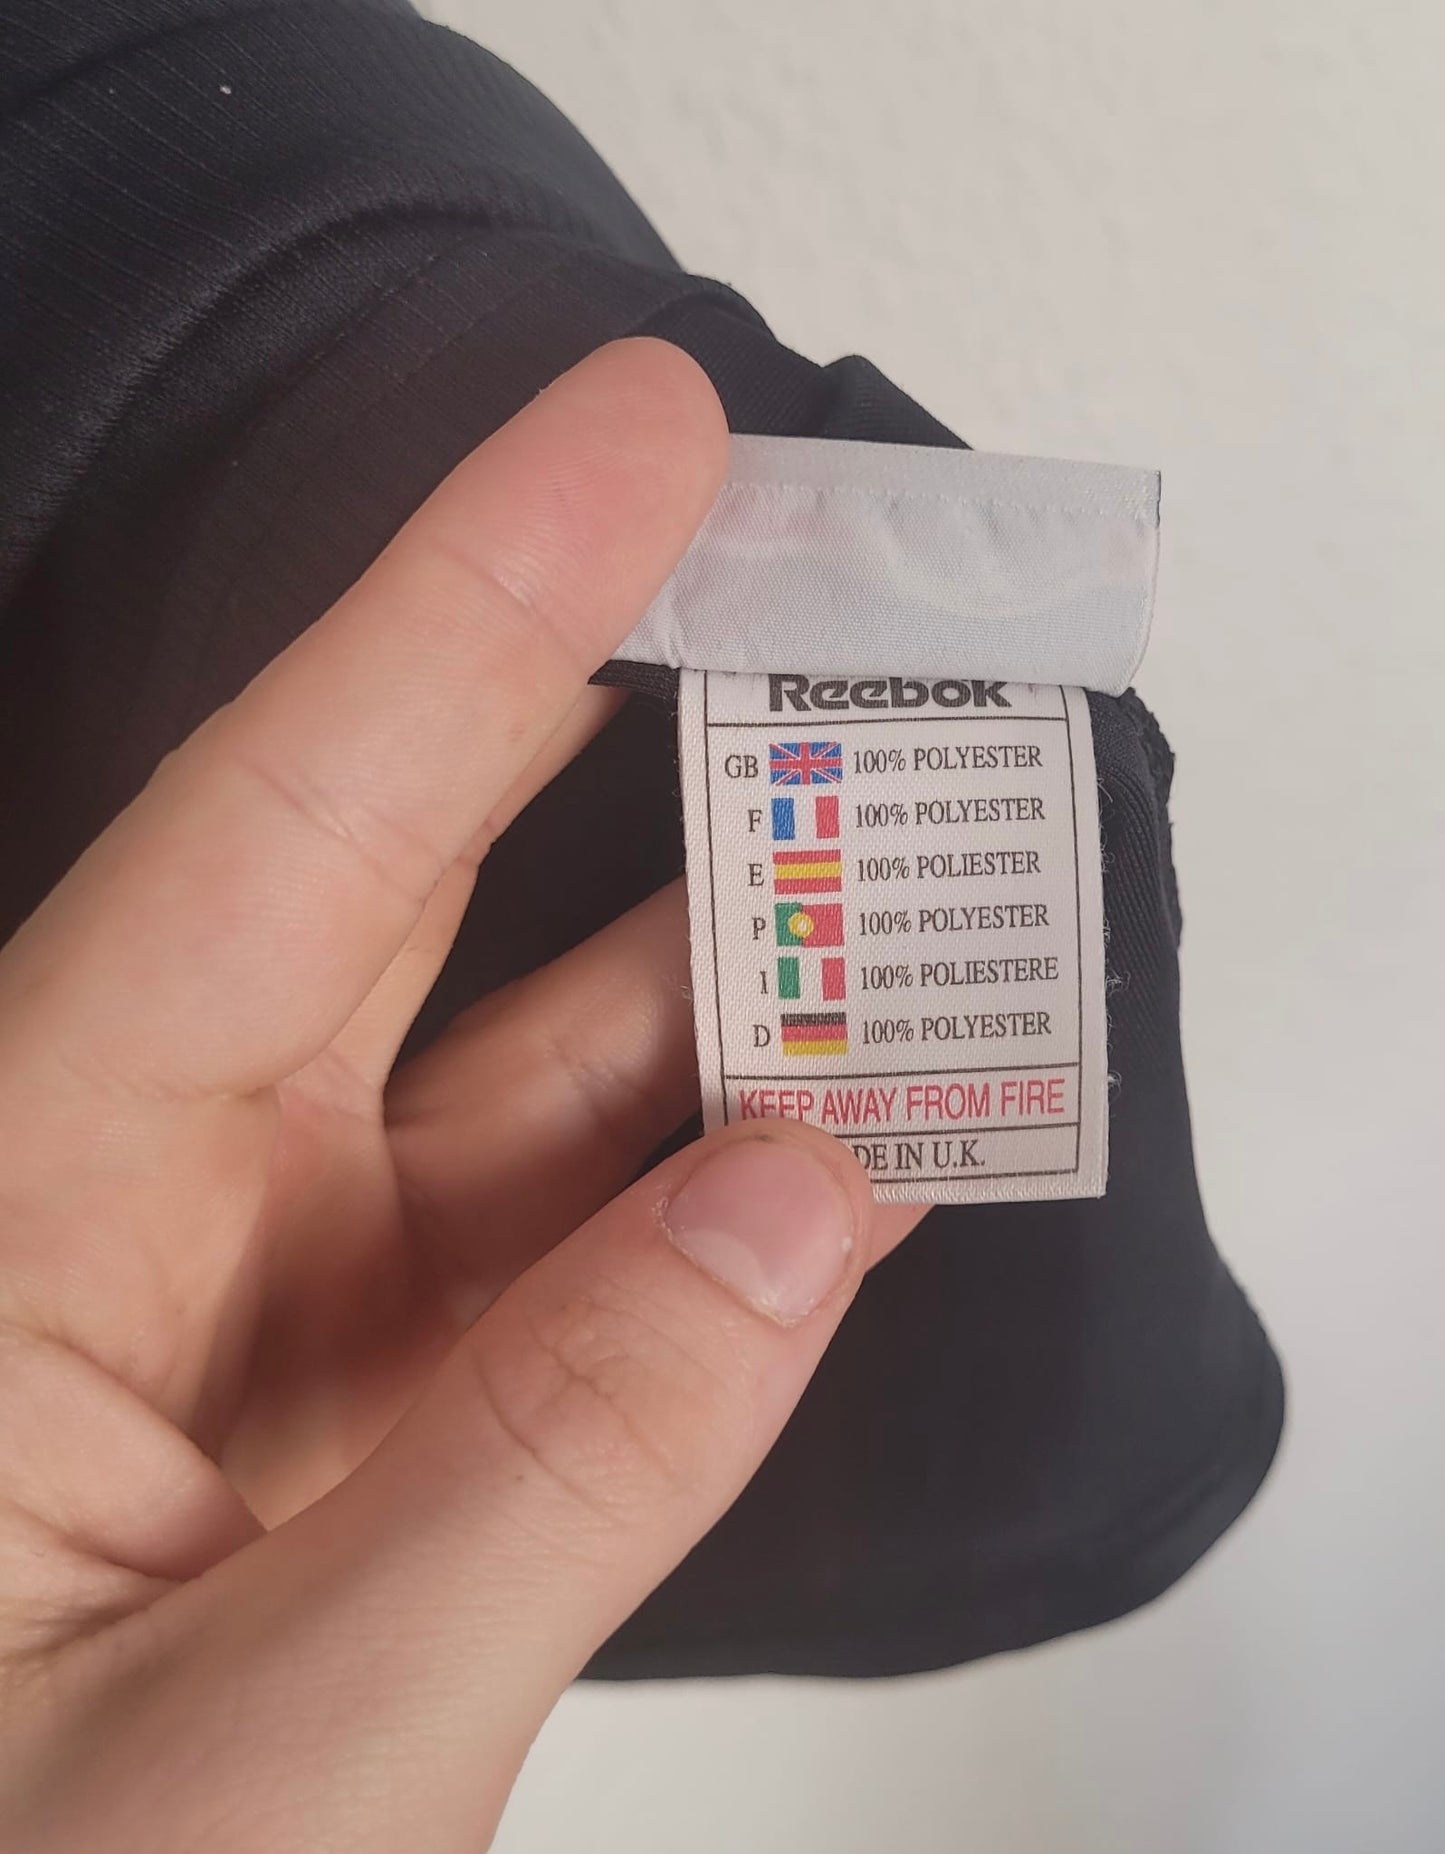 Reebok
GB 100% POLYESTER
F 100% POLYESTER
E 100% POLIESTER
P 100% POLYESTER
I 100% POLIESTERE
D 100% POLYESTER
KEEP AWAY FROM FIRE
DE IN U.K.